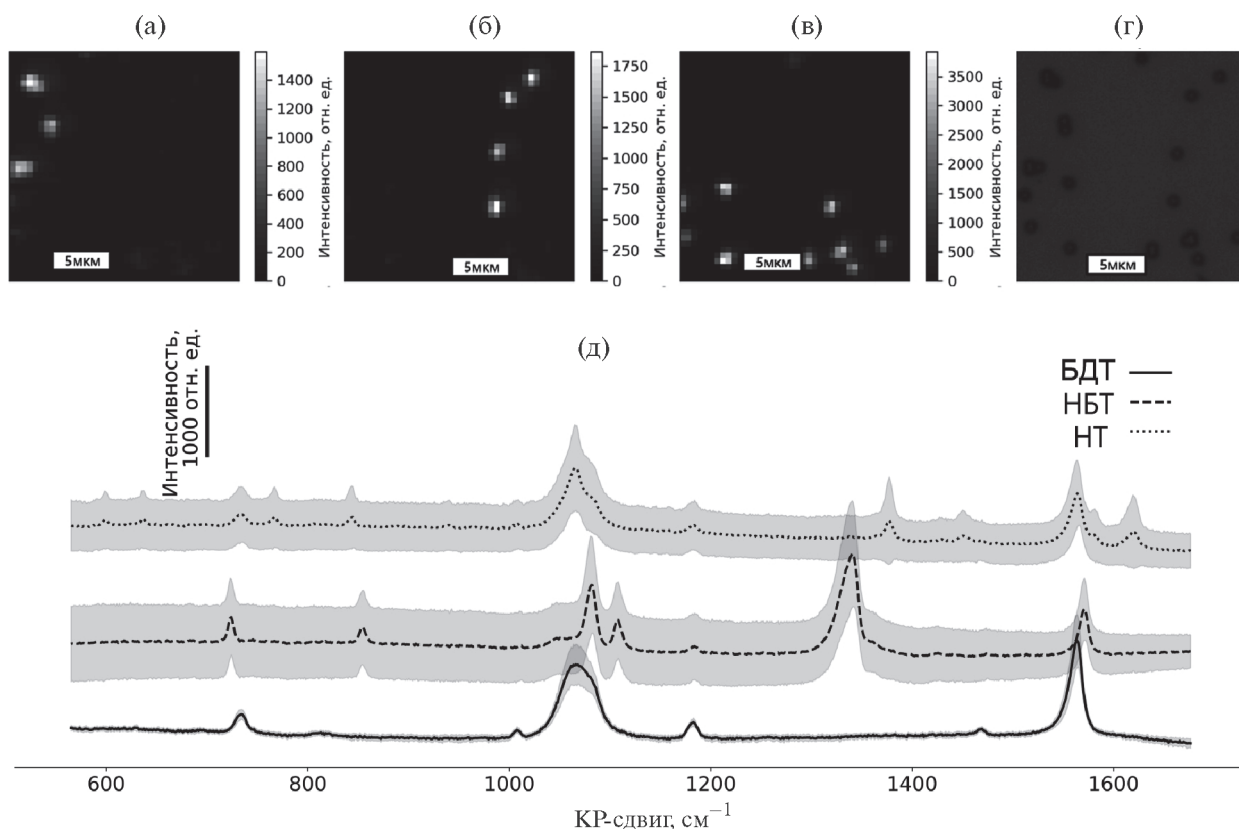 (а)
(б)
(в)
(г)
1400
1200
1000
800
600
400
200
0
Интенсивность, отн. ед.
5мкм
1750
1500
1250
1000
750
500
250
0
Интенсивность, отн. ед.
5мкм
3500
3000
2500
2000
1500
1000
500
0
Интенсивность, отн. ед.
5мкм
5мкм
(д)
Интенсивность,
1000 отн. ед.
БДТ
НБТ
НТ
600
800
1000
1200
1400
1600
КР-сдвиг, см⁻¹